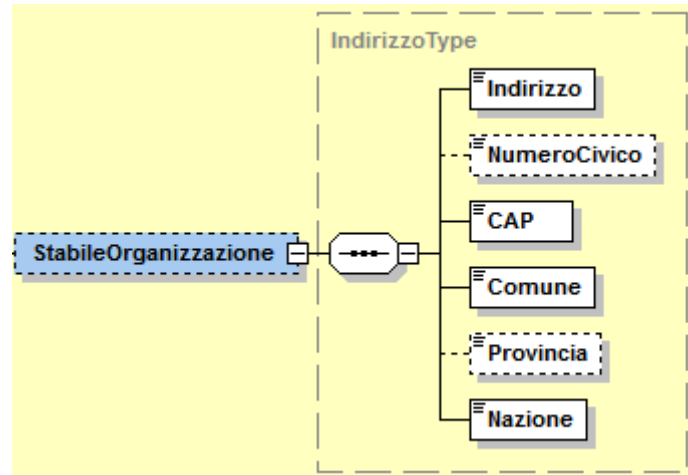 IndirizzoType
Indirizzo
NumeroCivico
CAP
StabileOrganizzazione
Comune
Provincia
Nazione